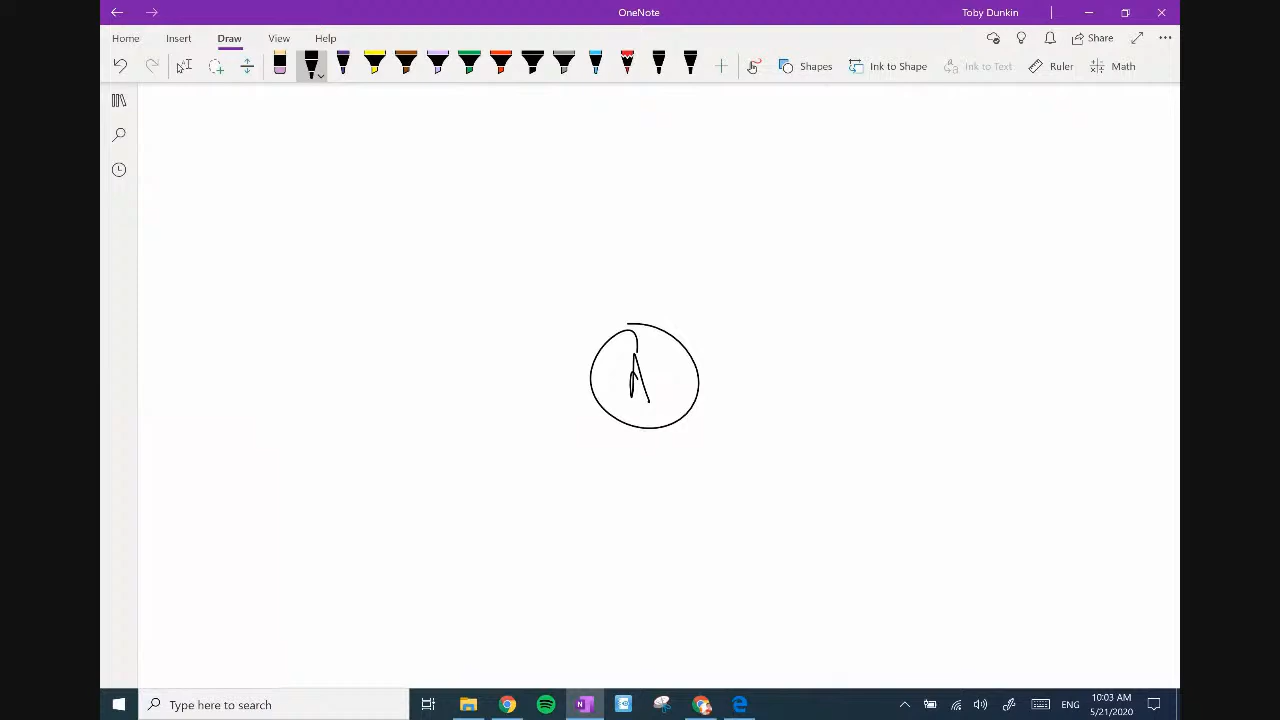 OneNote
Toby Dunkin
Home Insert Draw View Help
Share
Shapes Ink to Shape Ink to Text Ruler Math
A
Type here to search
ENG
10:03 AM
5/21/2020